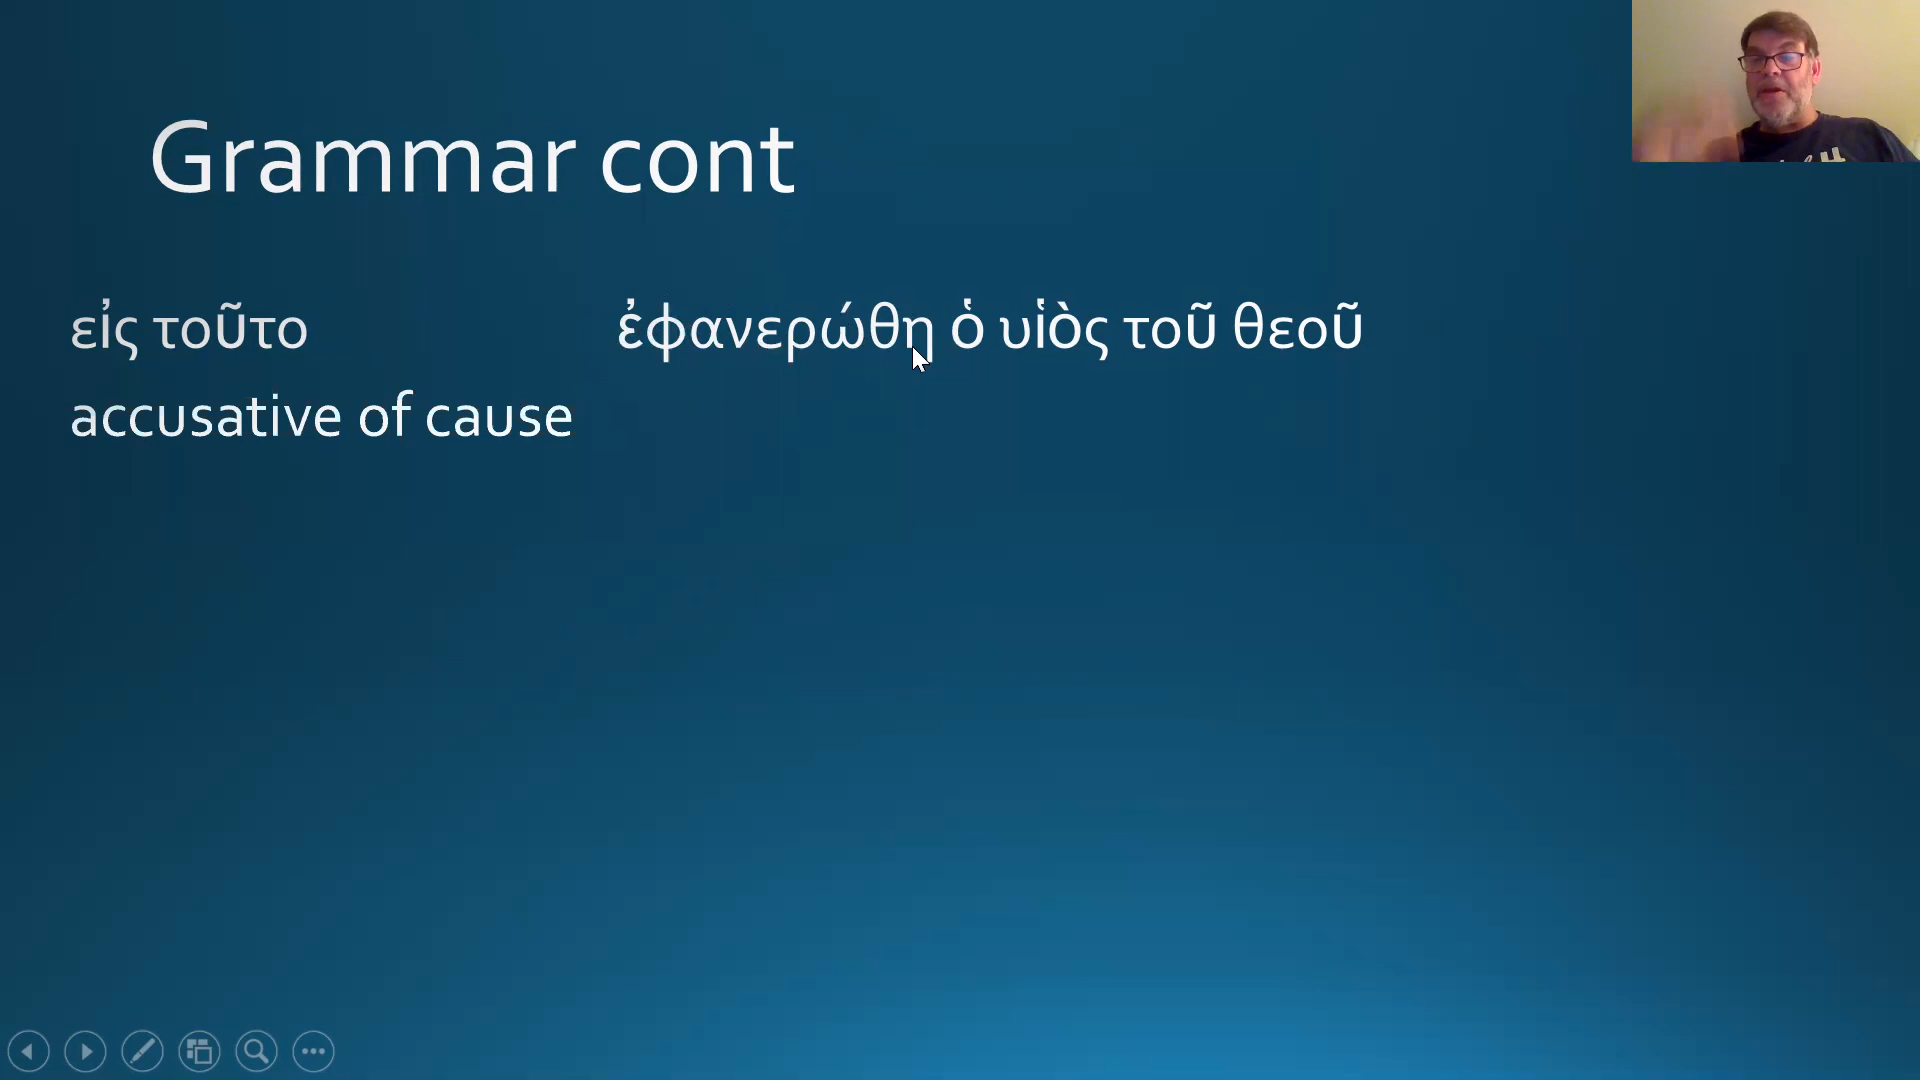 Grammar cont
εἰς τοῦτο ἐφανερώθη ὁ υἱὸς τοῦ θεοῦ
accusative of cause